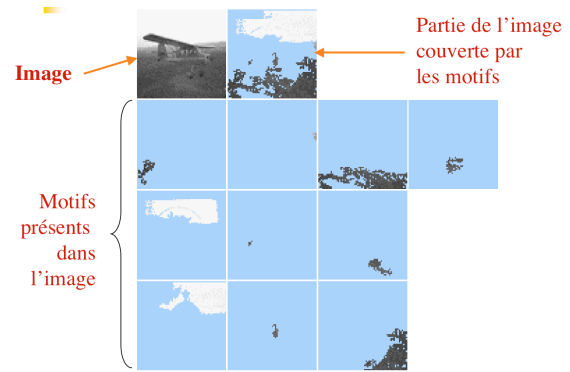 Partie de l'image
couverte par
les motifs
Image
Motifs
présents
dans
l'image